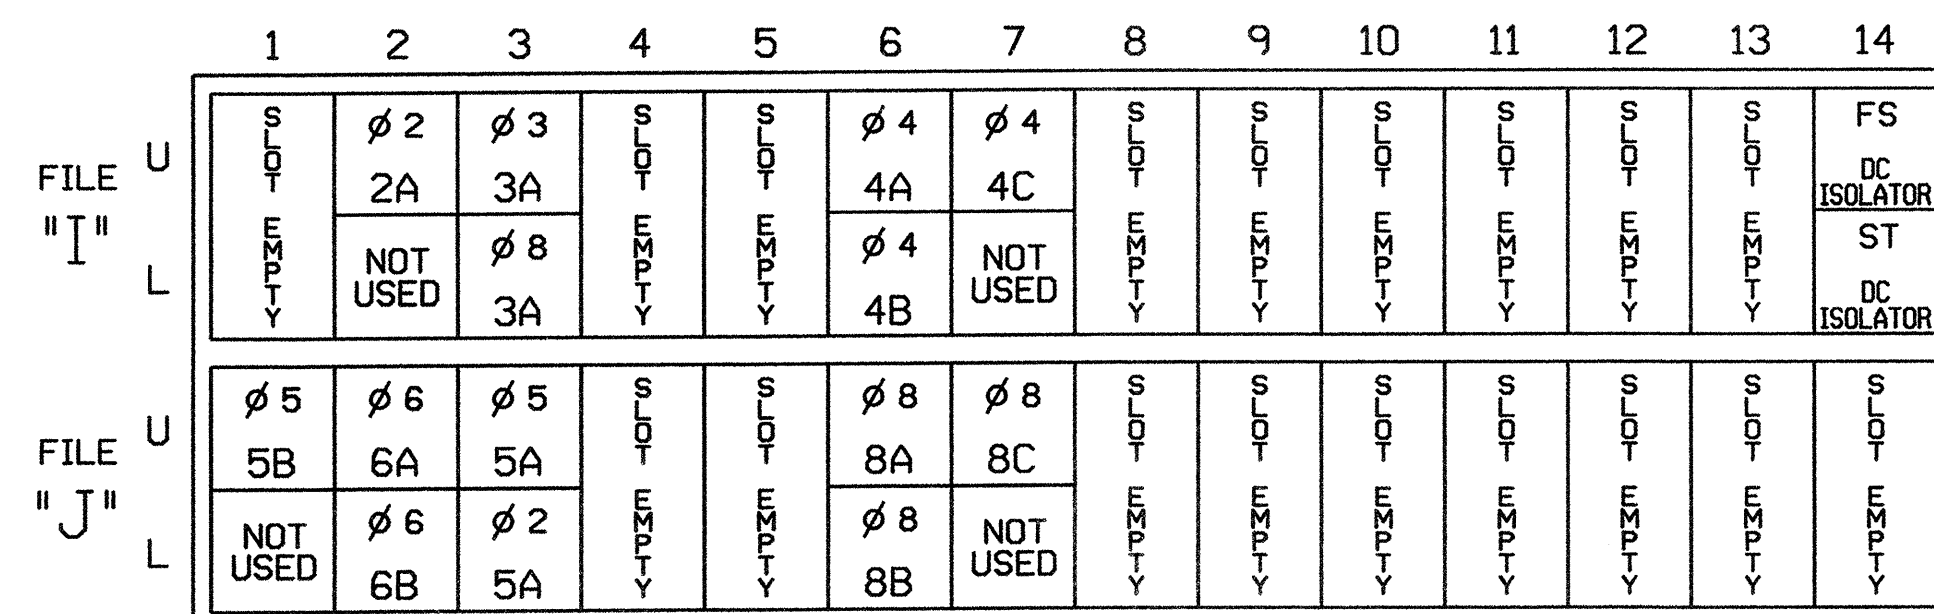 1 2 3 4 5 6 7 8 9 10 11 12 13 14
FILE "I"
U
SLOT EMPTY
ø 2 2A
ø 3 3A
SLOT EMPTY
SLOT EMPTY
ø 4 4A
ø 4 4C
SLOT EMPTY
SLOT EMPTY
SLOT EMPTY
SLOT EMPTY
SLOT EMPTY
SLOT EMPTY
FS
DC
ISOLATOR
L
NOT
USED
ø 8 3A
ø 4 4B
NOT
USED
ST
DC
ISOLATOR
FILE "J"
U
ø 5 5B
ø 6 6A
ø 5 5A
SLOT EMPTY
SLOT EMPTY
ø 8 8A
ø 8 8C
SLOT EMPTY
SLOT EMPTY
SLOT EMPTY
SLOT EMPTY
SLOT EMPTY
SLOT EMPTY
SLOT EMPTY
L
NOT
USED
ø 6 6B
ø 2 5A
ø 8 8B
NOT
USED